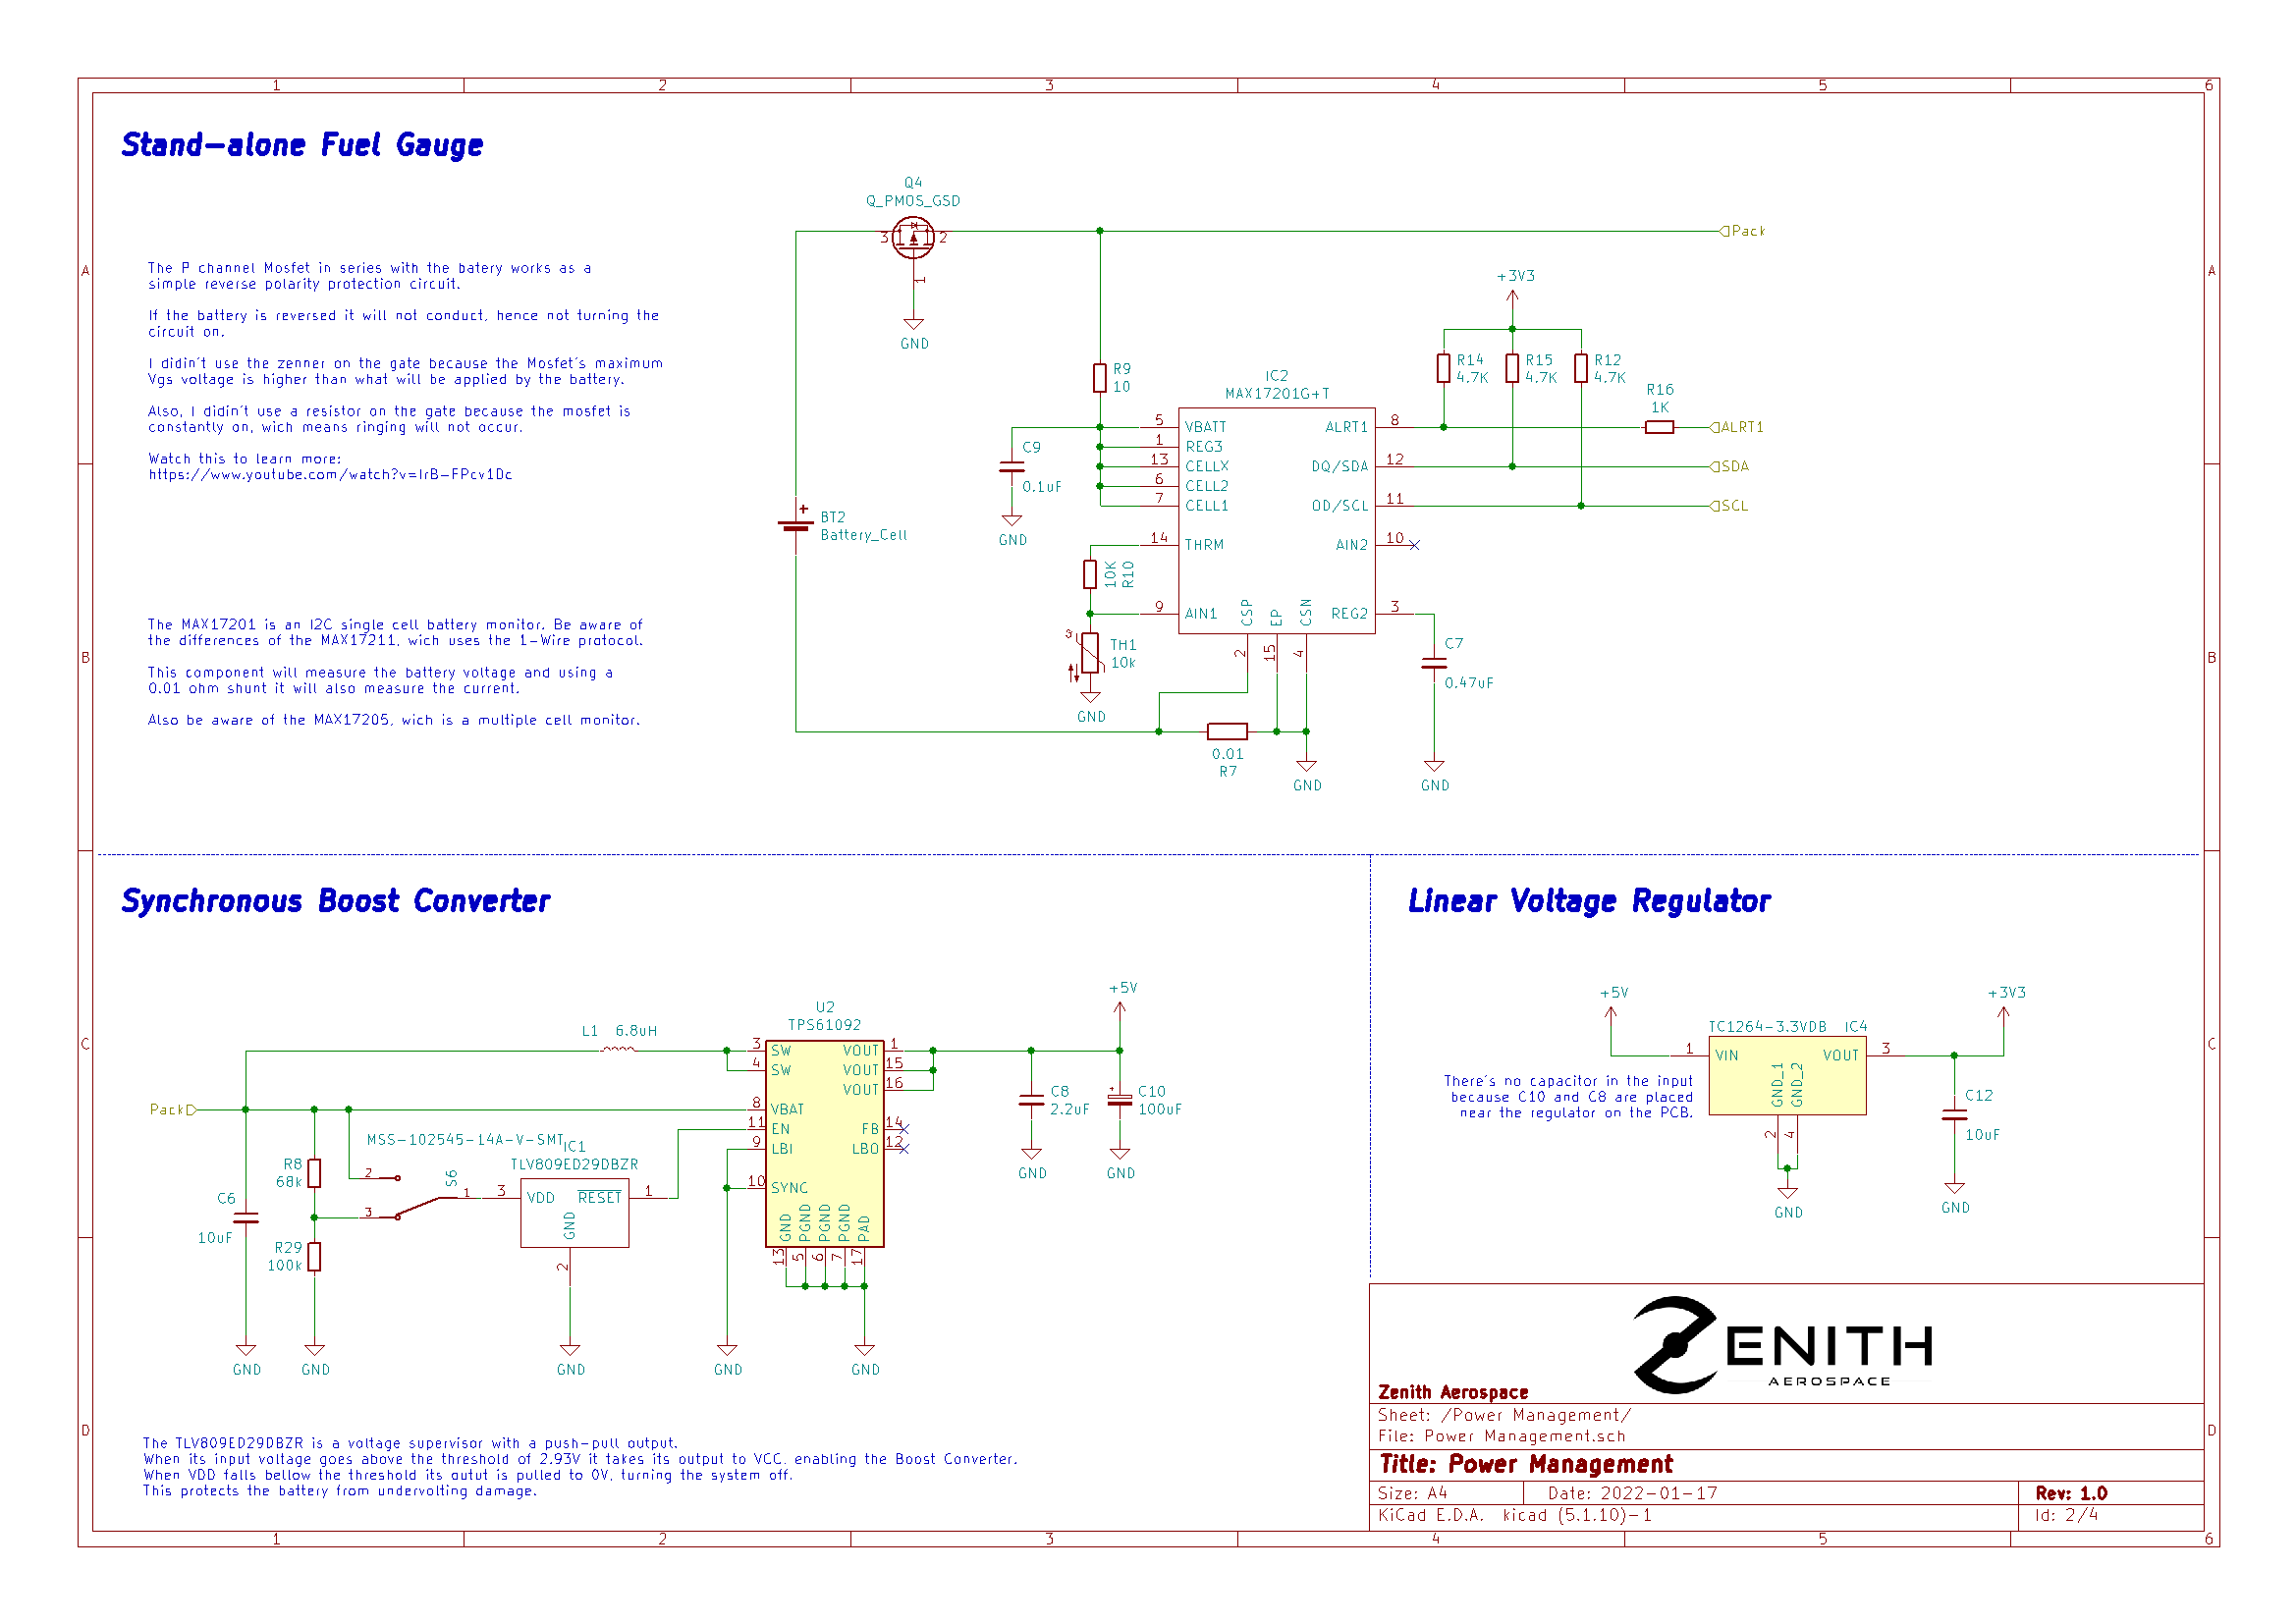 1 2 3 4 5 6
Stand-alone Fuel Gauge
Q4
Q_PMOS_GSD
3 2
1
GND
Pack
A A
The P channel Mosfet in series with the batery works as a
simple reverse polarity protection circuit.
If the battery is reversed it will not conduct, hence not turning the
circuit on.
I didin't use the zenner on the gate because the Mosfet's maximum
Vgs voltage is higher than what will be applied by the battery.
Also, I didin't use a resistor on the gate because the mosfet is
constantly on, wich means ringing will not occur.
Watch this to learn more:
https://www.youtube.com/watch?v=IrB-FPcv1Dc
+3V3
R14
4.7K
R15
4.7K
R12
4.7K
R16
1K
R9
10
IC2
MAX17201G+T
5 VBATT
1 REG3
13 CELLX
6 CELL2
7 CELL1
14 THRM
9 AIN1
ALRT1 8
DQ/SDA 12
OD/SCL 11
AIN2 10
REG2 3
CSP
EP
CSN
2
15
4
ALRT1
SDA
SCL
C9
0.1uF
GND
+
BT2
Battery_Cell
10K
R10
TH1
10k
GND
C7
0.47uF
0.01
R7
GND
GND
The MAX17201 is an I2C single cell battery monitor. Be aware of
the differences of the MAX17211, wich uses the 1-Wire protocol.
This component will measure the battery voltage and using a
0.01 ohm shunt it will also measure the current.
Also be aware of the MAX17205, wich is a multiple cell monitor.
B B
Synchronous Boost Converter
L1 6.8uH
U2
TPS61092
3 SW
4 SW
8 VBAT
11 EN
9 LBI
10 SYNC
VOUT 1
VOUT 15
VOUT 16
FB 14
LBO 12
GND
PGND
PGND
PGND
PAD
13
5
6
7
17
+5V
C8
2.2uF
GND
C10
100uF
GND
Pack
MSS-102545-14A-V-SMT
IC1
TLV809ED29DBZR
S6
2
3
1
3 VDD
RESET 1
GND
2
R8
68k
C6
10uF
R29
100k
GND
GND
GND
GND
GND
The TLV809ED29DBZR is a voltage supervisor with a push-pull output.
When its input voltage goes above the threshold of 2.93V it takes its output to VCC, enabling the Boost Converter.
When VDD falls bellow the threshold its outut is pulled to 0V, turning the system off.
This protects the battery from undervolting damage.
Linear Voltage Regulator
+5V
+3V3
TC1264-3.3VDB IC4
1 VIN
VOUT 3
GND_1
GND_2
2
4
GND
There's no capacitor in the input
because C10 and C8 are placed
near the regulator on the PCB.
C12
10uF
GND
C C
ZENITH
AEROSPACE
Zenith Aerospace
Sheet: /Power Management/
File: Power Management.sch
Title: Power Management
Size: A4 Date: 2022-01-17 Rev: 1.0
KiCad E.D.A. kicad (5.1.10)-1 Id: 2/4
D D
1 2 3 4 5 6